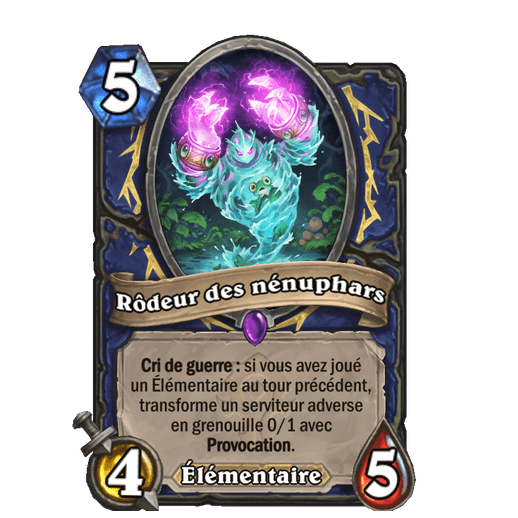 5
Rôdeur des nénuphars
Cri de guerre : si vous avez joué
un Élémentaire au tour précédent,
transforme un serviteur adverse
en grenouille 0/1 avec
Provocation.
4
Élémentaire
5